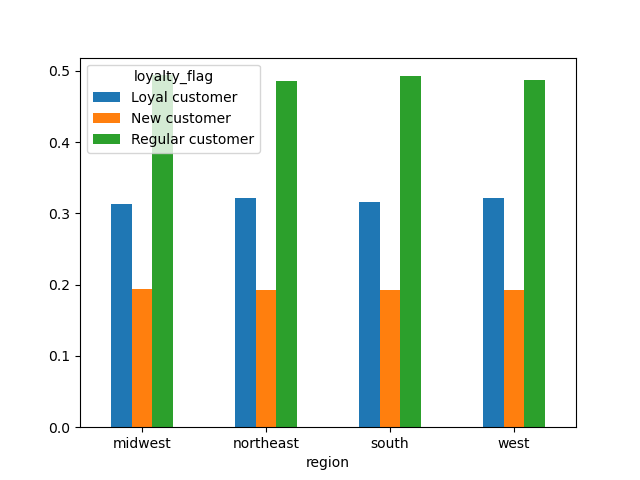 0.5
0.4
0.3
0.2
0.1
0.0
loyalty_flag
Loyal customer
New customer
Regular customer
midwest northeast south west
region